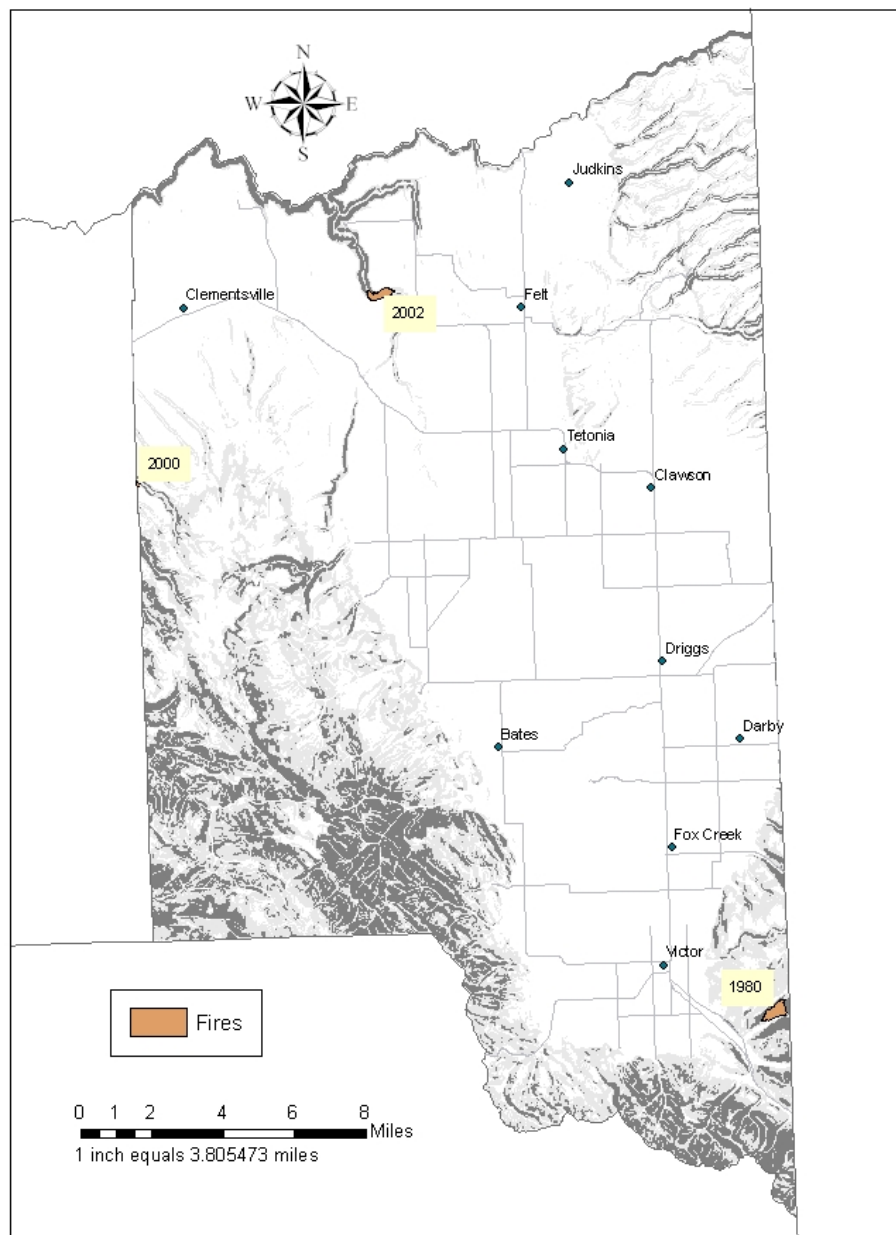 N
W E
S
Judkins
Clementsville
Felt
2002
Tetonia
2000
Clawson
Driggs
Bates
Darby
Fox Creek
Victor
1980
Fires
0 1 2 4 6 8
Miles
1 inch equals 3.805473 miles